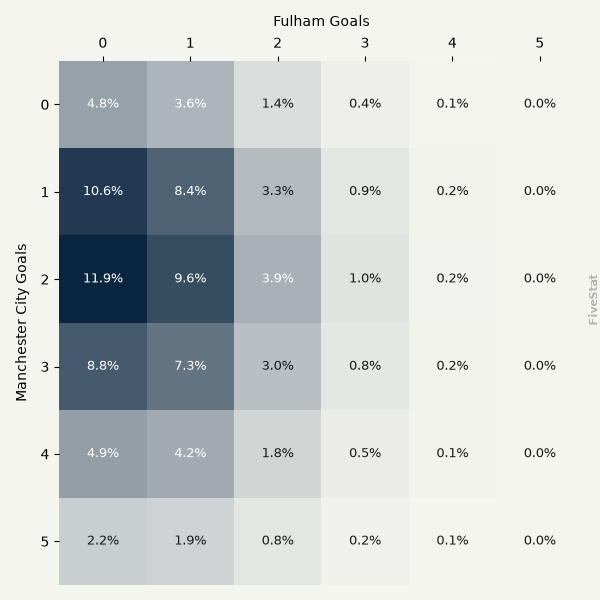 Fulham Goals
0 1 2 3 4 5
0 4.8% 3.6% 1.4% 0.4% 0.1% 0.0%
1 10.6% 8.4% 3.3% 0.9% 0.2% 0.0%
2 11.9% 9.6% 3.9% 1.0% 0.2% 0.0%
3 8.8% 7.3% 3.0% 0.8% 0.2% 0.0%
4 4.9% 4.2% 1.8% 0.5% 0.1% 0.0%
5 2.2% 1.9% 0.8% 0.2% 0.1% 0.0%
Manchester City Goals
FiveStat